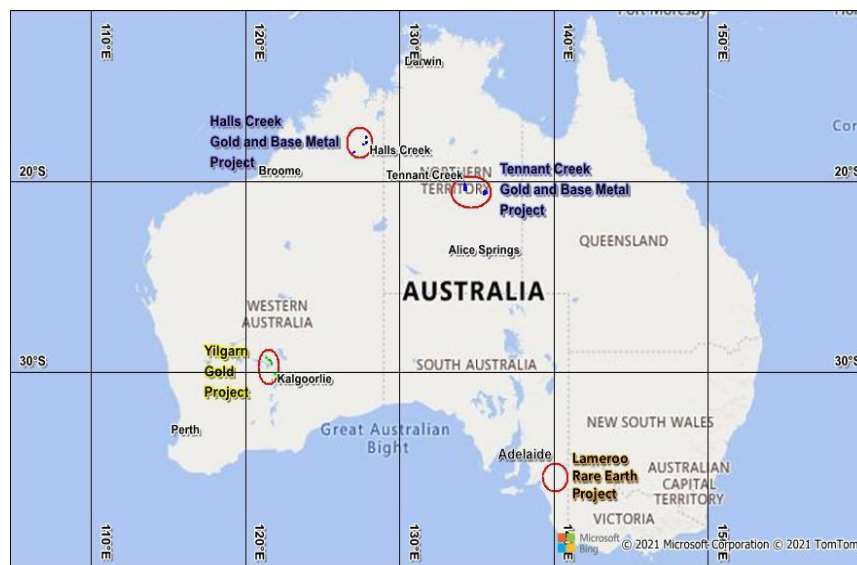 Port Moresby
110°E
120°E
130°E
140°E
150°E
Darwin
Halls Creek
Gold and Base Metal
Project
Halls Creek
20°S
Broome
Tennant Creek
NORTHERN
TERRITORY
Tennant Creek
Gold and Base Metal
Project
Alice Springs
QUEENSLAND
AUSTRALIA
WESTERN
AUSTRALIA
Yilgarn
Gold
Project
30°S
Kalgoorlie
SOUTH AUSTRALIA
30°S
Perth
Great Australian
Bight
NEW SOUTH WALES
Adelaide
Lameroo
Rare Earth
Project
AUSTRALIAN
CAPITAL
TERRITORY
VICTORIA
110°E
120°E
130°E
Microsoft
Bing
© 2021 Microsoft Corporation © 2021 TomTom